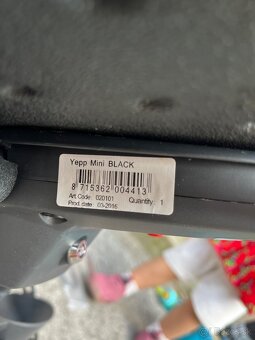 Yepp Mini BLACK
8 715362 004413
Art.Code: 020101
Quantity: 1
Prod. date: 03-2016